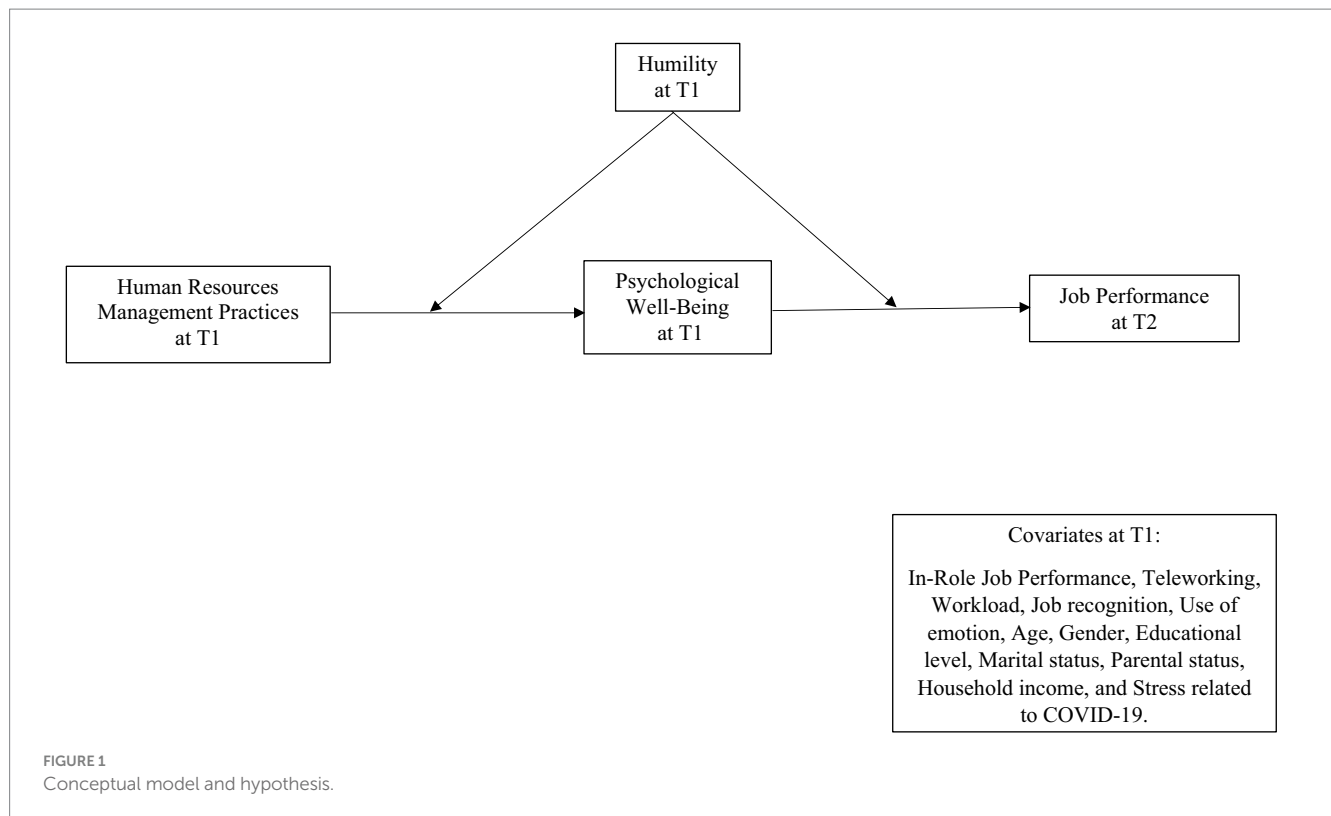 Humility
at T1
Human Resources
Management Practices
at T1
Psychological
Well-Being
at T1
Job Performance
at T2
Covariates at T1:
In-Role Job Performance, Teleworking,
Workload, Job recognition, Use of
emotion, Age, Gender, Educational
level, Marital status, Parental status,
Household income, and Stress related
to COVID-19.
FIGURE 1
Conceptual model and hypothesis.